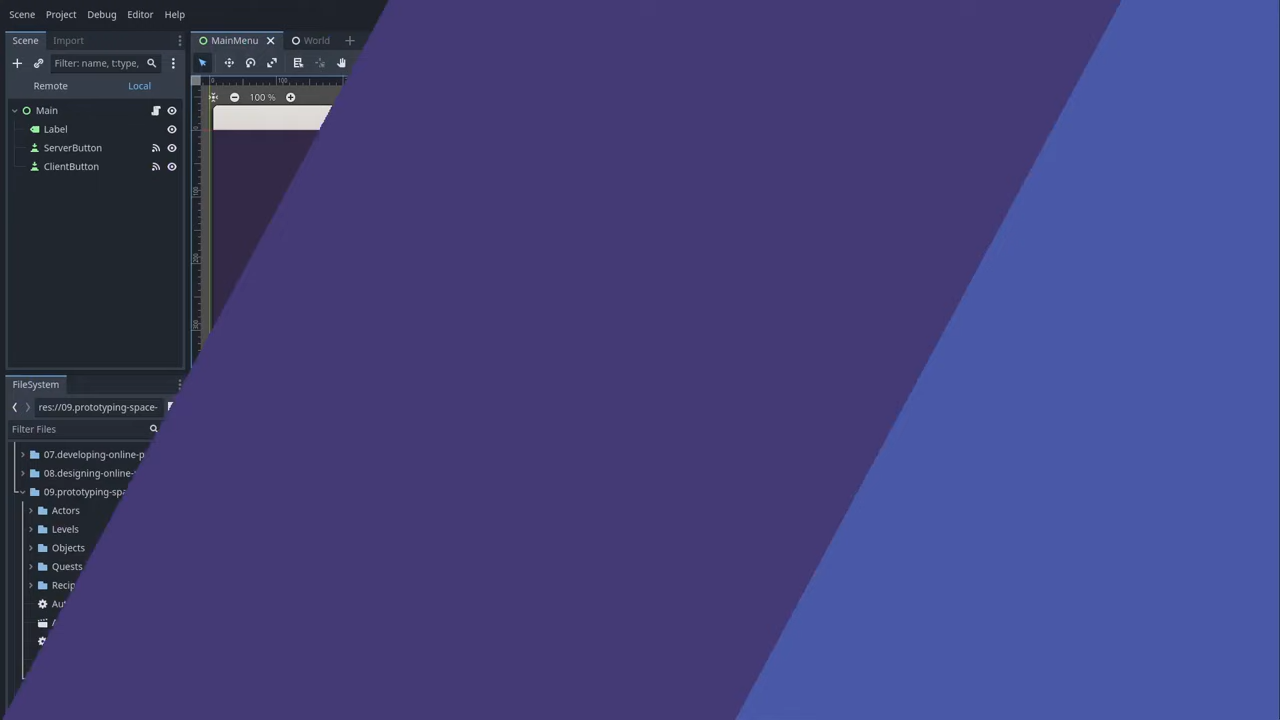 Scene Project Debug Editor Help
Scene Import
MainMenu World
Filter: name, t:type,
Remote Local
100
100 %
Main
Label
ServerButton
ClientButton
FileSystem
res://09.prototyping-space-
Filter Files
07.developing-online-p
08.designing-online-
09.prototyping-spa
Actors
Levels
Objects
Quests
Recip